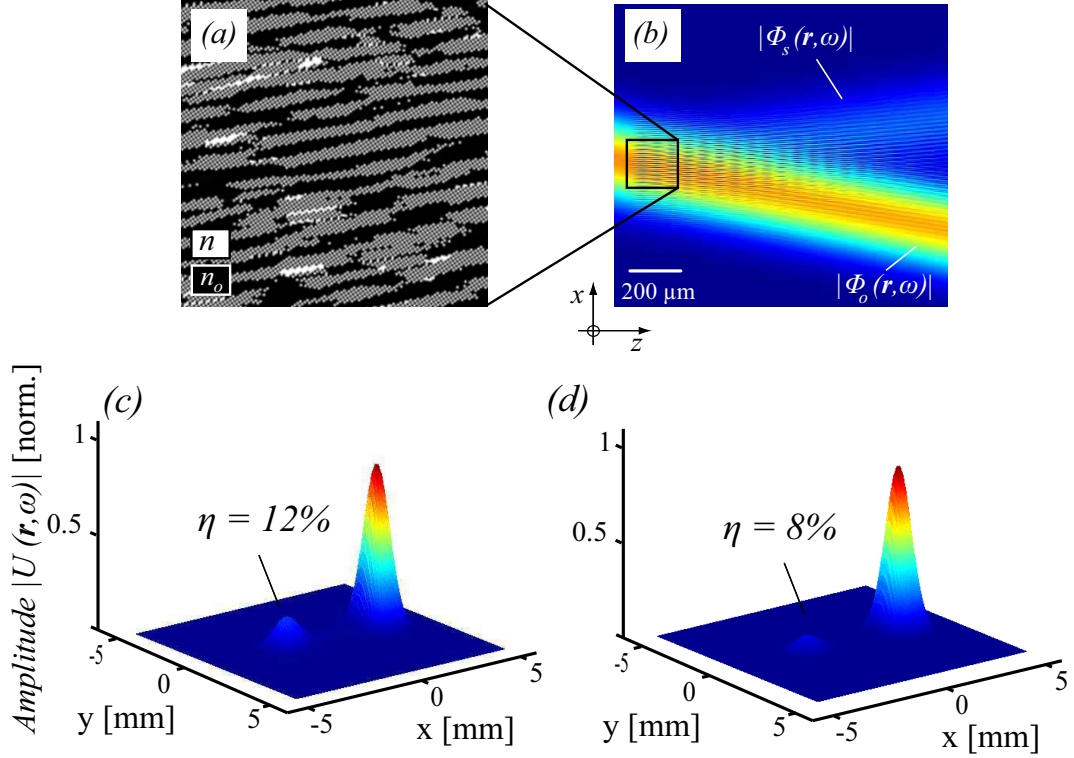 (a)
n
nₒ
(b)
|Φₛ(r,ω)|
|Φₒ(r,ω)|
200 µm
x
z
Amplitude |U(r,ω)| [norm.]
(c)
1
0.5
η = 12%
-5
0
5
y [mm]
-5
0
5
x [mm]
(d)
1
0.5
η = 8%
-5
0
5
y [mm]
-5
0
5
x [mm]